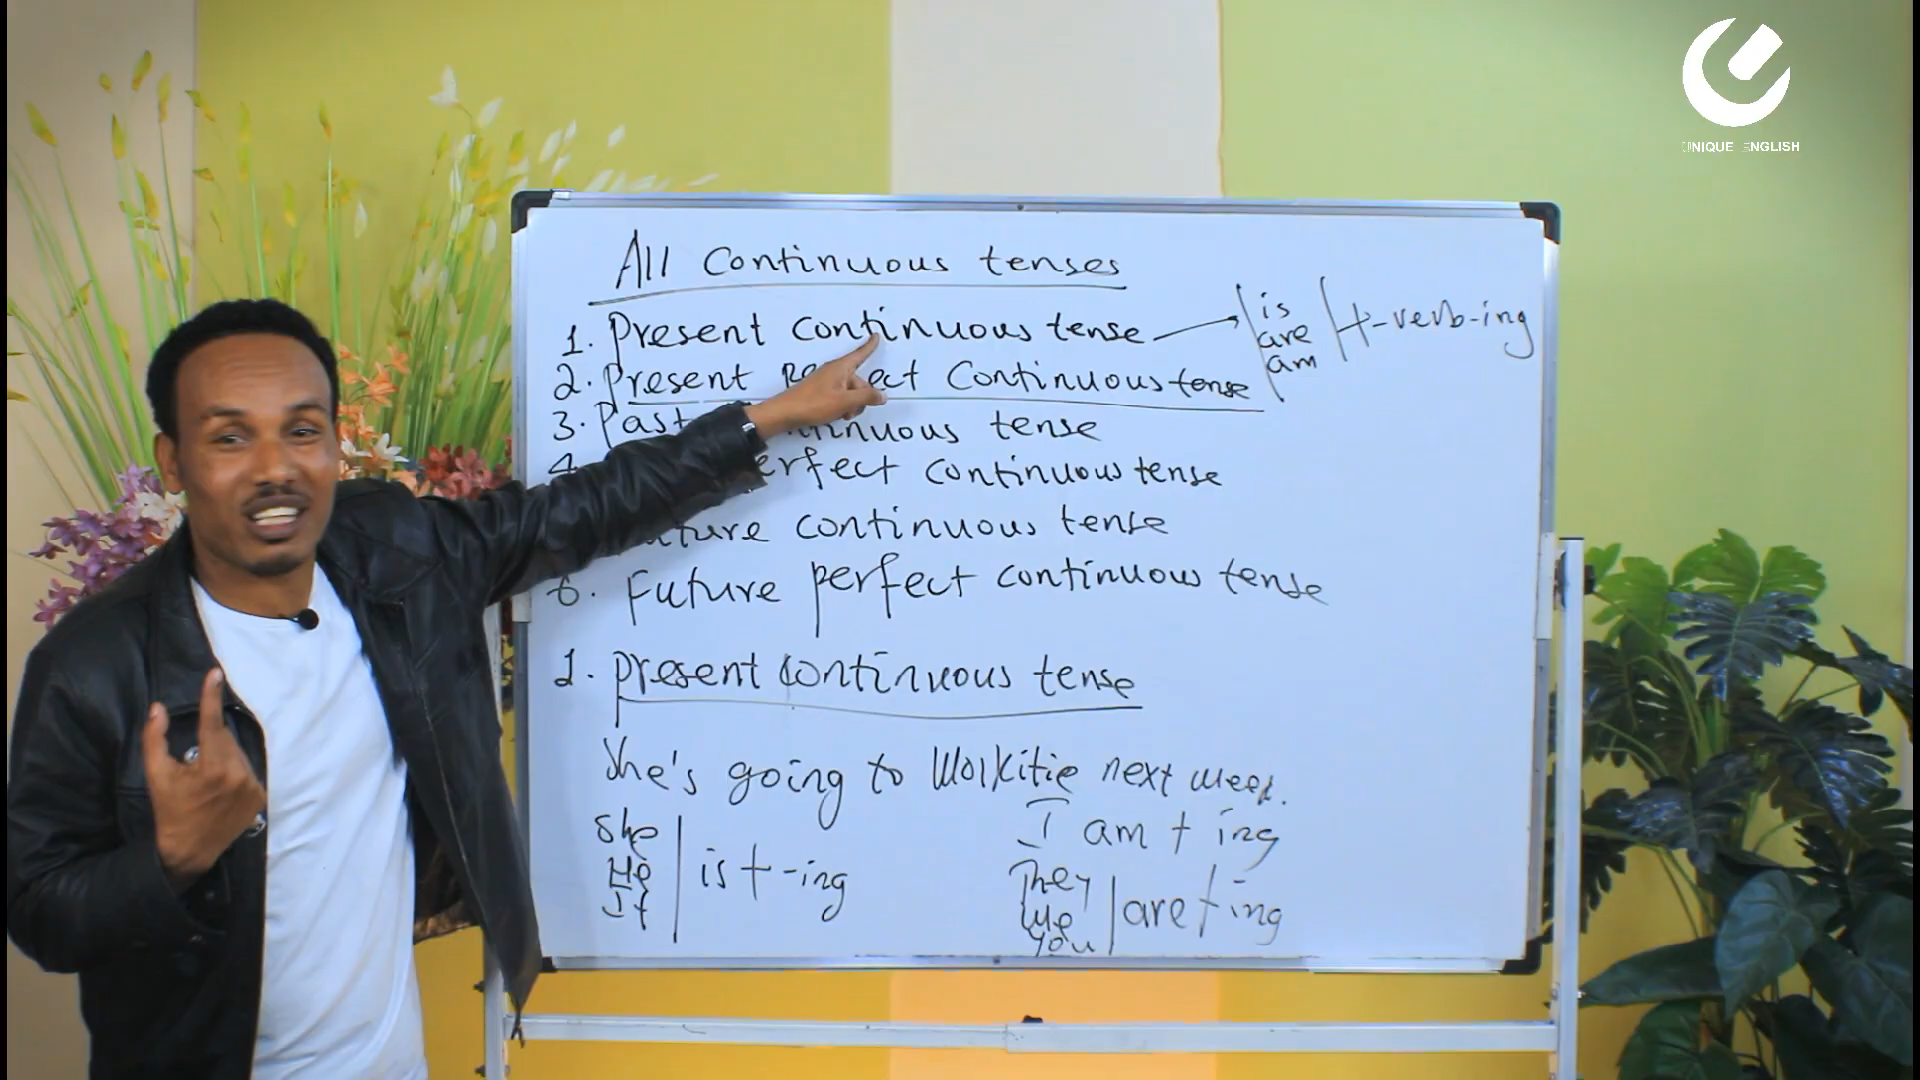 UNIQUE ENGLISH
All Continuous tenses
1. Present continuous tense
is
are
am
+-verb-ing
2. Present Continuous tense
3. Past tense
continuous tense
continuous tense
6. Future perfect continuous tense
1. present continuous tense
She's going to Wolkitie next week.
She
He
It
is + -ing
I am + ing
They
We
you
are + ing